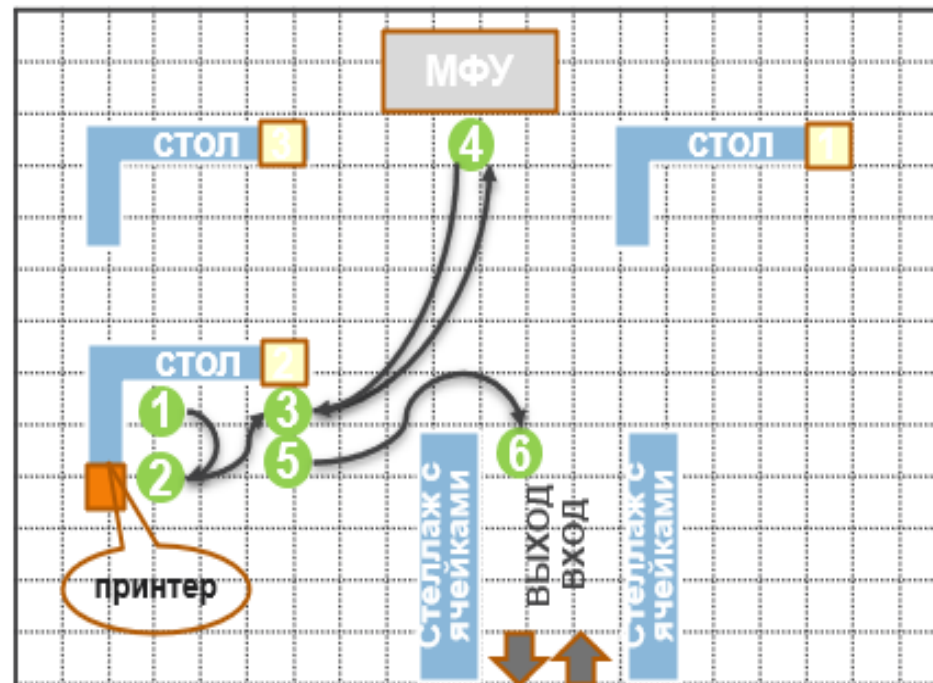 МФУ
СТОЛ 3
4
СТОЛ 1
СТОЛ 2
1
3
2
5
6
принтер
Стеллаж с
ячейками
ВЫХОД
ВХОД
Стеллаж с
ячейками